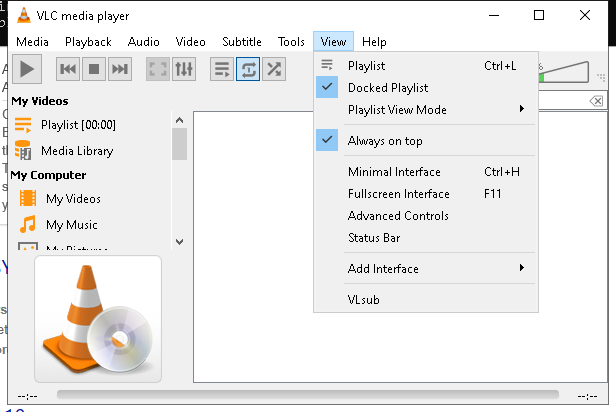 VLC media player
Media Playback Audio Video Subtitle Tools View Help
My Videos
Playlist [00:00]
Media Library
My Computer
My Videos
My Music
My Pictures
Playlist Ctrl+L
Docked Playlist
Playlist View Mode
Always on top
Minimal Interface Ctrl+H
Fullscreen Interface F11
Advanced Controls
Status Bar
Add Interface
VLsub
%
--:-- --:--